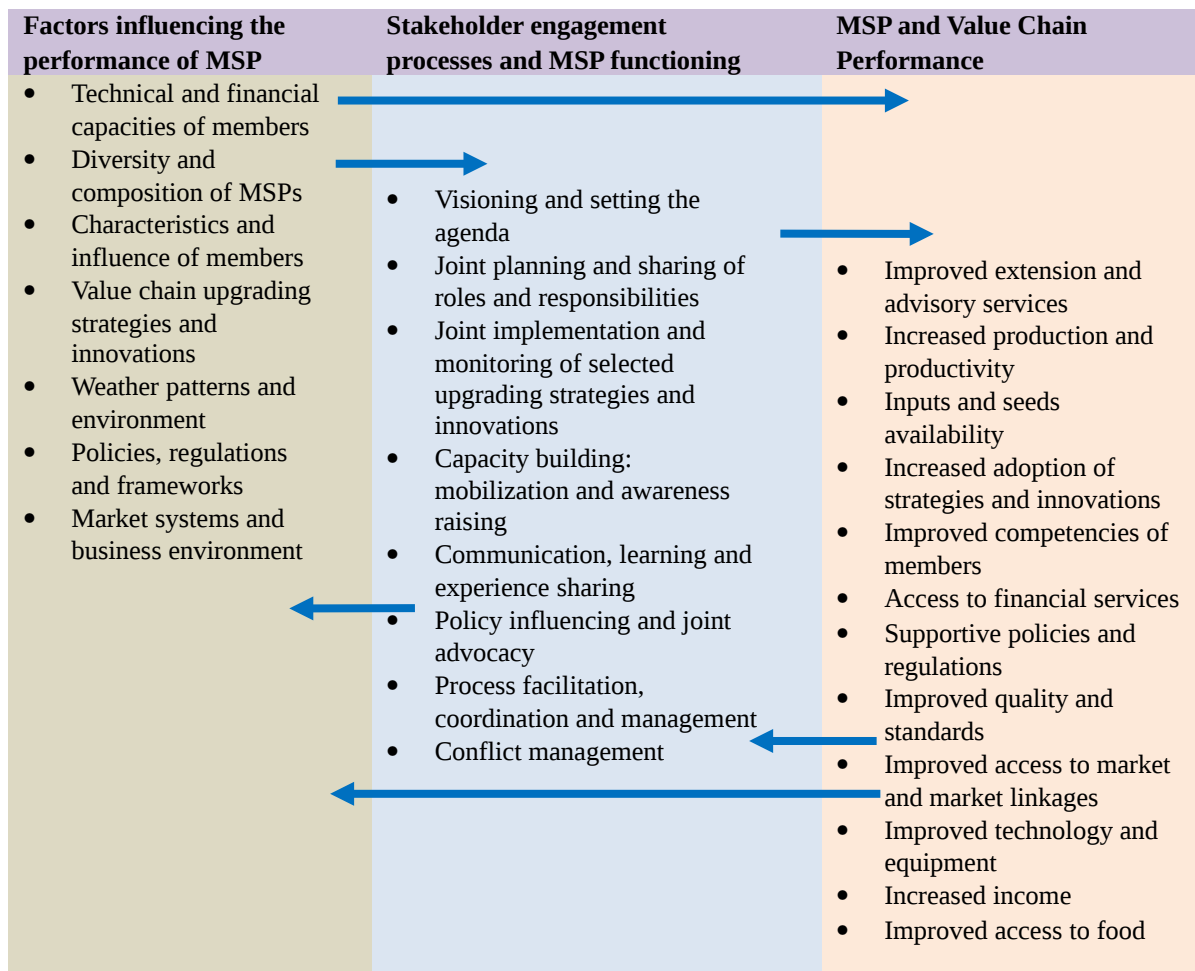 Factors influencing the
performance of MSP
Stakeholder engagement
processes and MSP functioning
MSP and Value Chain
Performance
• Technical and financial
capacities of members
• Diversity and
composition of MSPs
• Characteristics and
influence of members
• Value chain upgrading
strategies and
innovations
• Weather patterns and
environment
• Policies, regulations
and frameworks
• Market systems and
business environment
• Visioning and setting the
agenda
• Joint planning and sharing of
roles and responsibilities
• Joint implementation and
monitoring of selected
upgrading strategies and
innovations
• Capacity building:
mobilization and awareness
raising
• Communication, learning and
experience sharing
• Policy influencing and joint
advocacy
• Process facilitation,
coordination and management
• Conflict management
• Improved extension and
advisory services
• Increased production and
productivity
• Inputs and seeds
availability
• Increased adoption of
strategies and innovations
• Improved competencies of
members
• Access to financial services
• Supportive policies and
regulations
• Improved quality and
standards
• Improved access to market
and market linkages
• Improved technology and
equipment
• Increased income
• Improved access to food